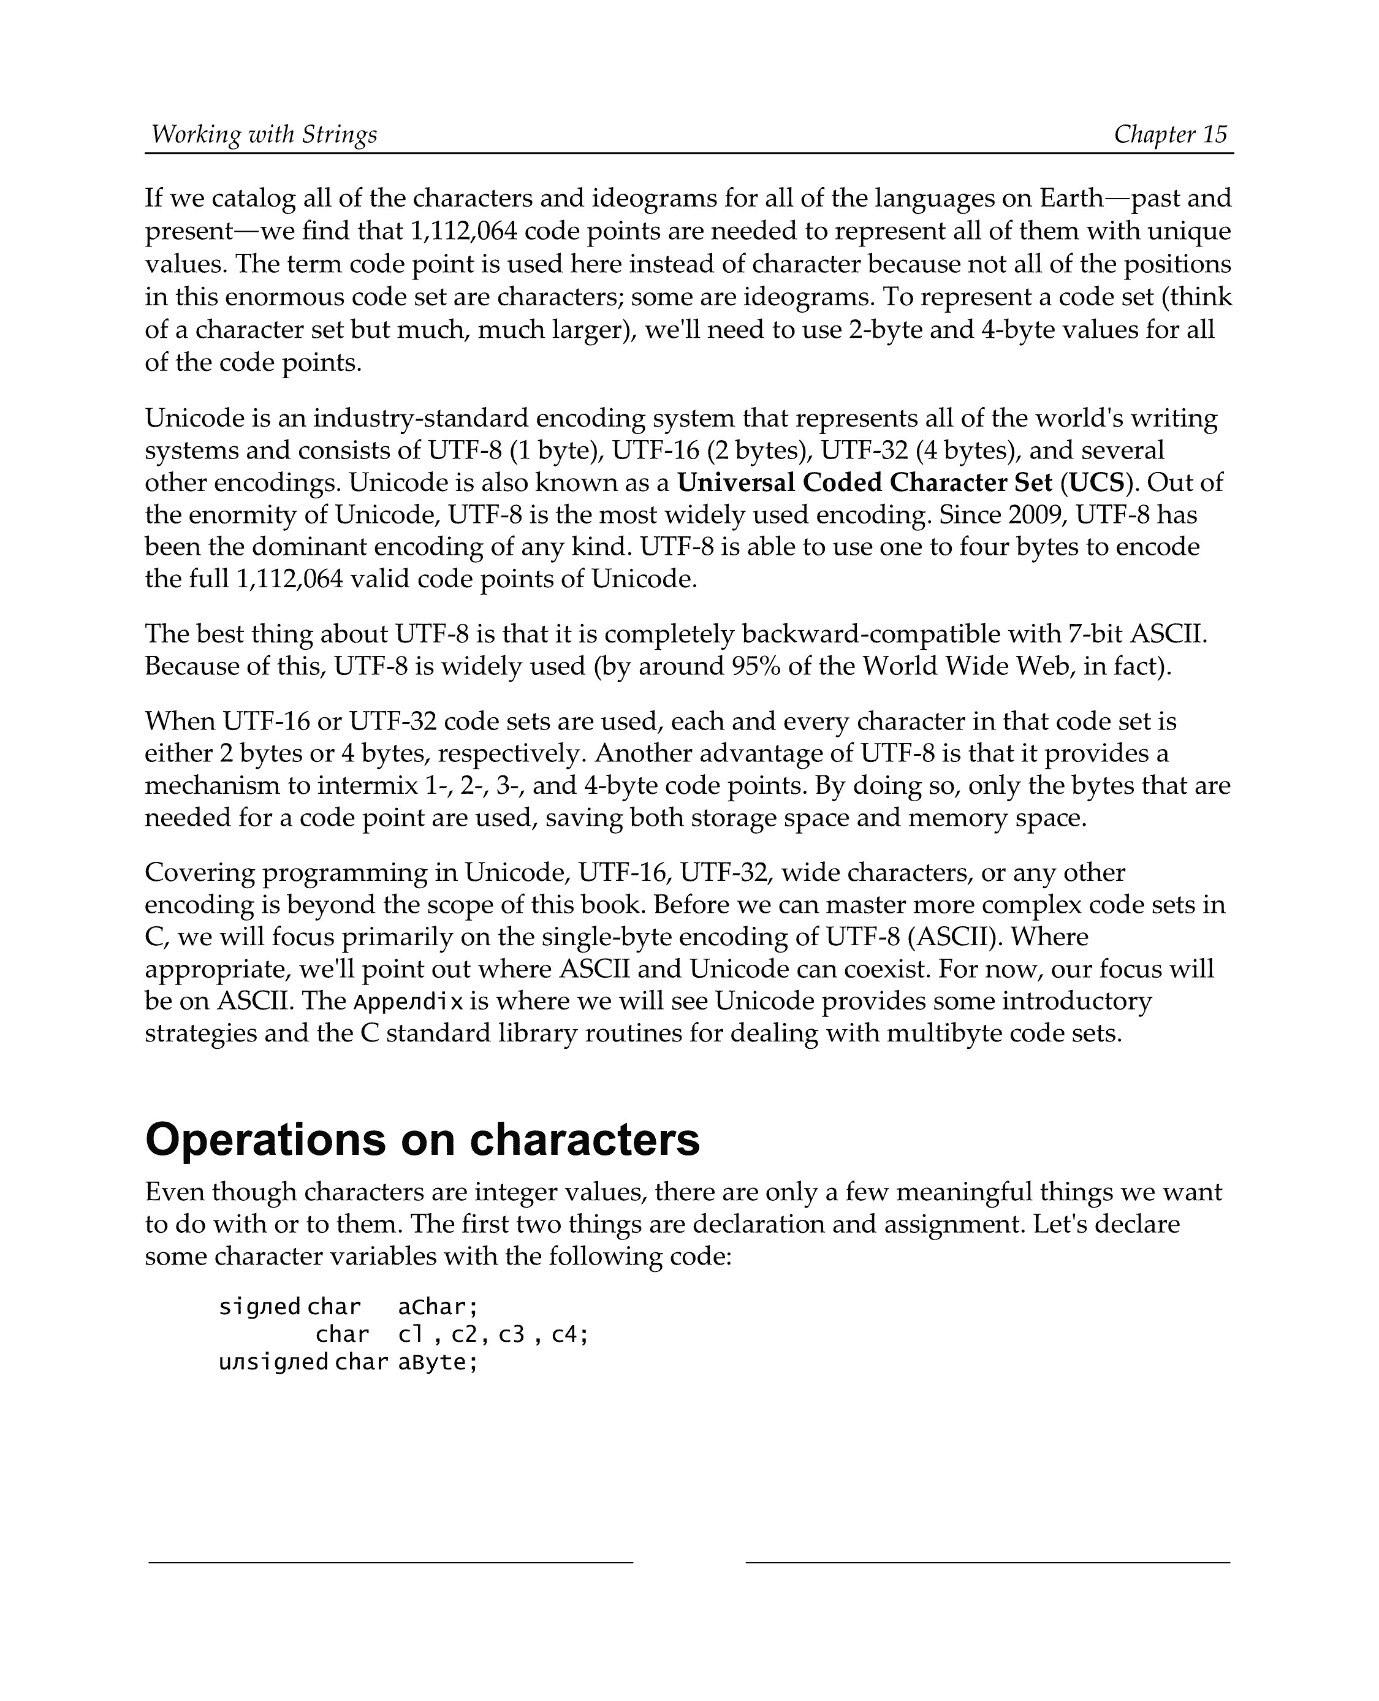 Working with Strings Chapter 15
If we catalog all of the characters and ideograms for all of the languages on Earth—past and
present—we find that 1,112,064 code points are needed to represent all of them with unique
values. The term code point is used here instead of character because not all of the positions
in this enormous code set are characters; some are ideograms. To represent a code set (think
of a character set but much, much larger), we'll need to use 2-byte and 4-byte values for all
of the code points.
Unicode is an industry-standard encoding system that represents all of the world's writing
systems and consists of UTF-8 (1 byte), UTF-16 (2 bytes), UTF-32 (4 bytes), and several
other encodings. Unicode is also known as a Universal Coded Character Set (UCS). Out of
the enormity of Unicode, UTF-8 is the most widely used encoding. Since 2009, UTF-8 has
been the dominant encoding of any kind. UTF-8 is able to use one to four bytes to encode
the full 1,112,064 valid code points of Unicode.
The best thing about UTF-8 is that it is completely backward-compatible with 7-bit ASCII.
Because of this, UTF-8 is widely used (by around 95% of the World Wide Web, in fact).
When UTF-16 or UTF-32 code sets are used, each and every character in that code set is
either 2 bytes or 4 bytes, respectively. Another advantage of UTF-8 is that it provides a
mechanism to intermix 1-, 2-, 3-, and 4-byte code points. By doing so, only the bytes that are
needed for a code point are used, saving both storage space and memory space.
Covering programming in Unicode, UTF-16, UTF-32, wide characters, or any other
encoding is beyond the scope of this book. Before we can master more complex code sets in
C, we will focus primarily on the single-byte encoding of UTF-8 (ASCII). Where
appropriate, we'll point out where ASCII and Unicode can coexist. For now, our focus will
be on ASCII. The Appendix is where we will see Unicode provides some introductory
strategies and the C standard library routines for dealing with multibyte code sets.
Operations on characters
Even though characters are integer values, there are only a few meaningful things we want
to do with or to them. The first two things are declaration and assignment. Let's declare
some character variables with the following code:
signed char aChar;
char c1 , c2, c3 , c4;
unsigned char aByte;